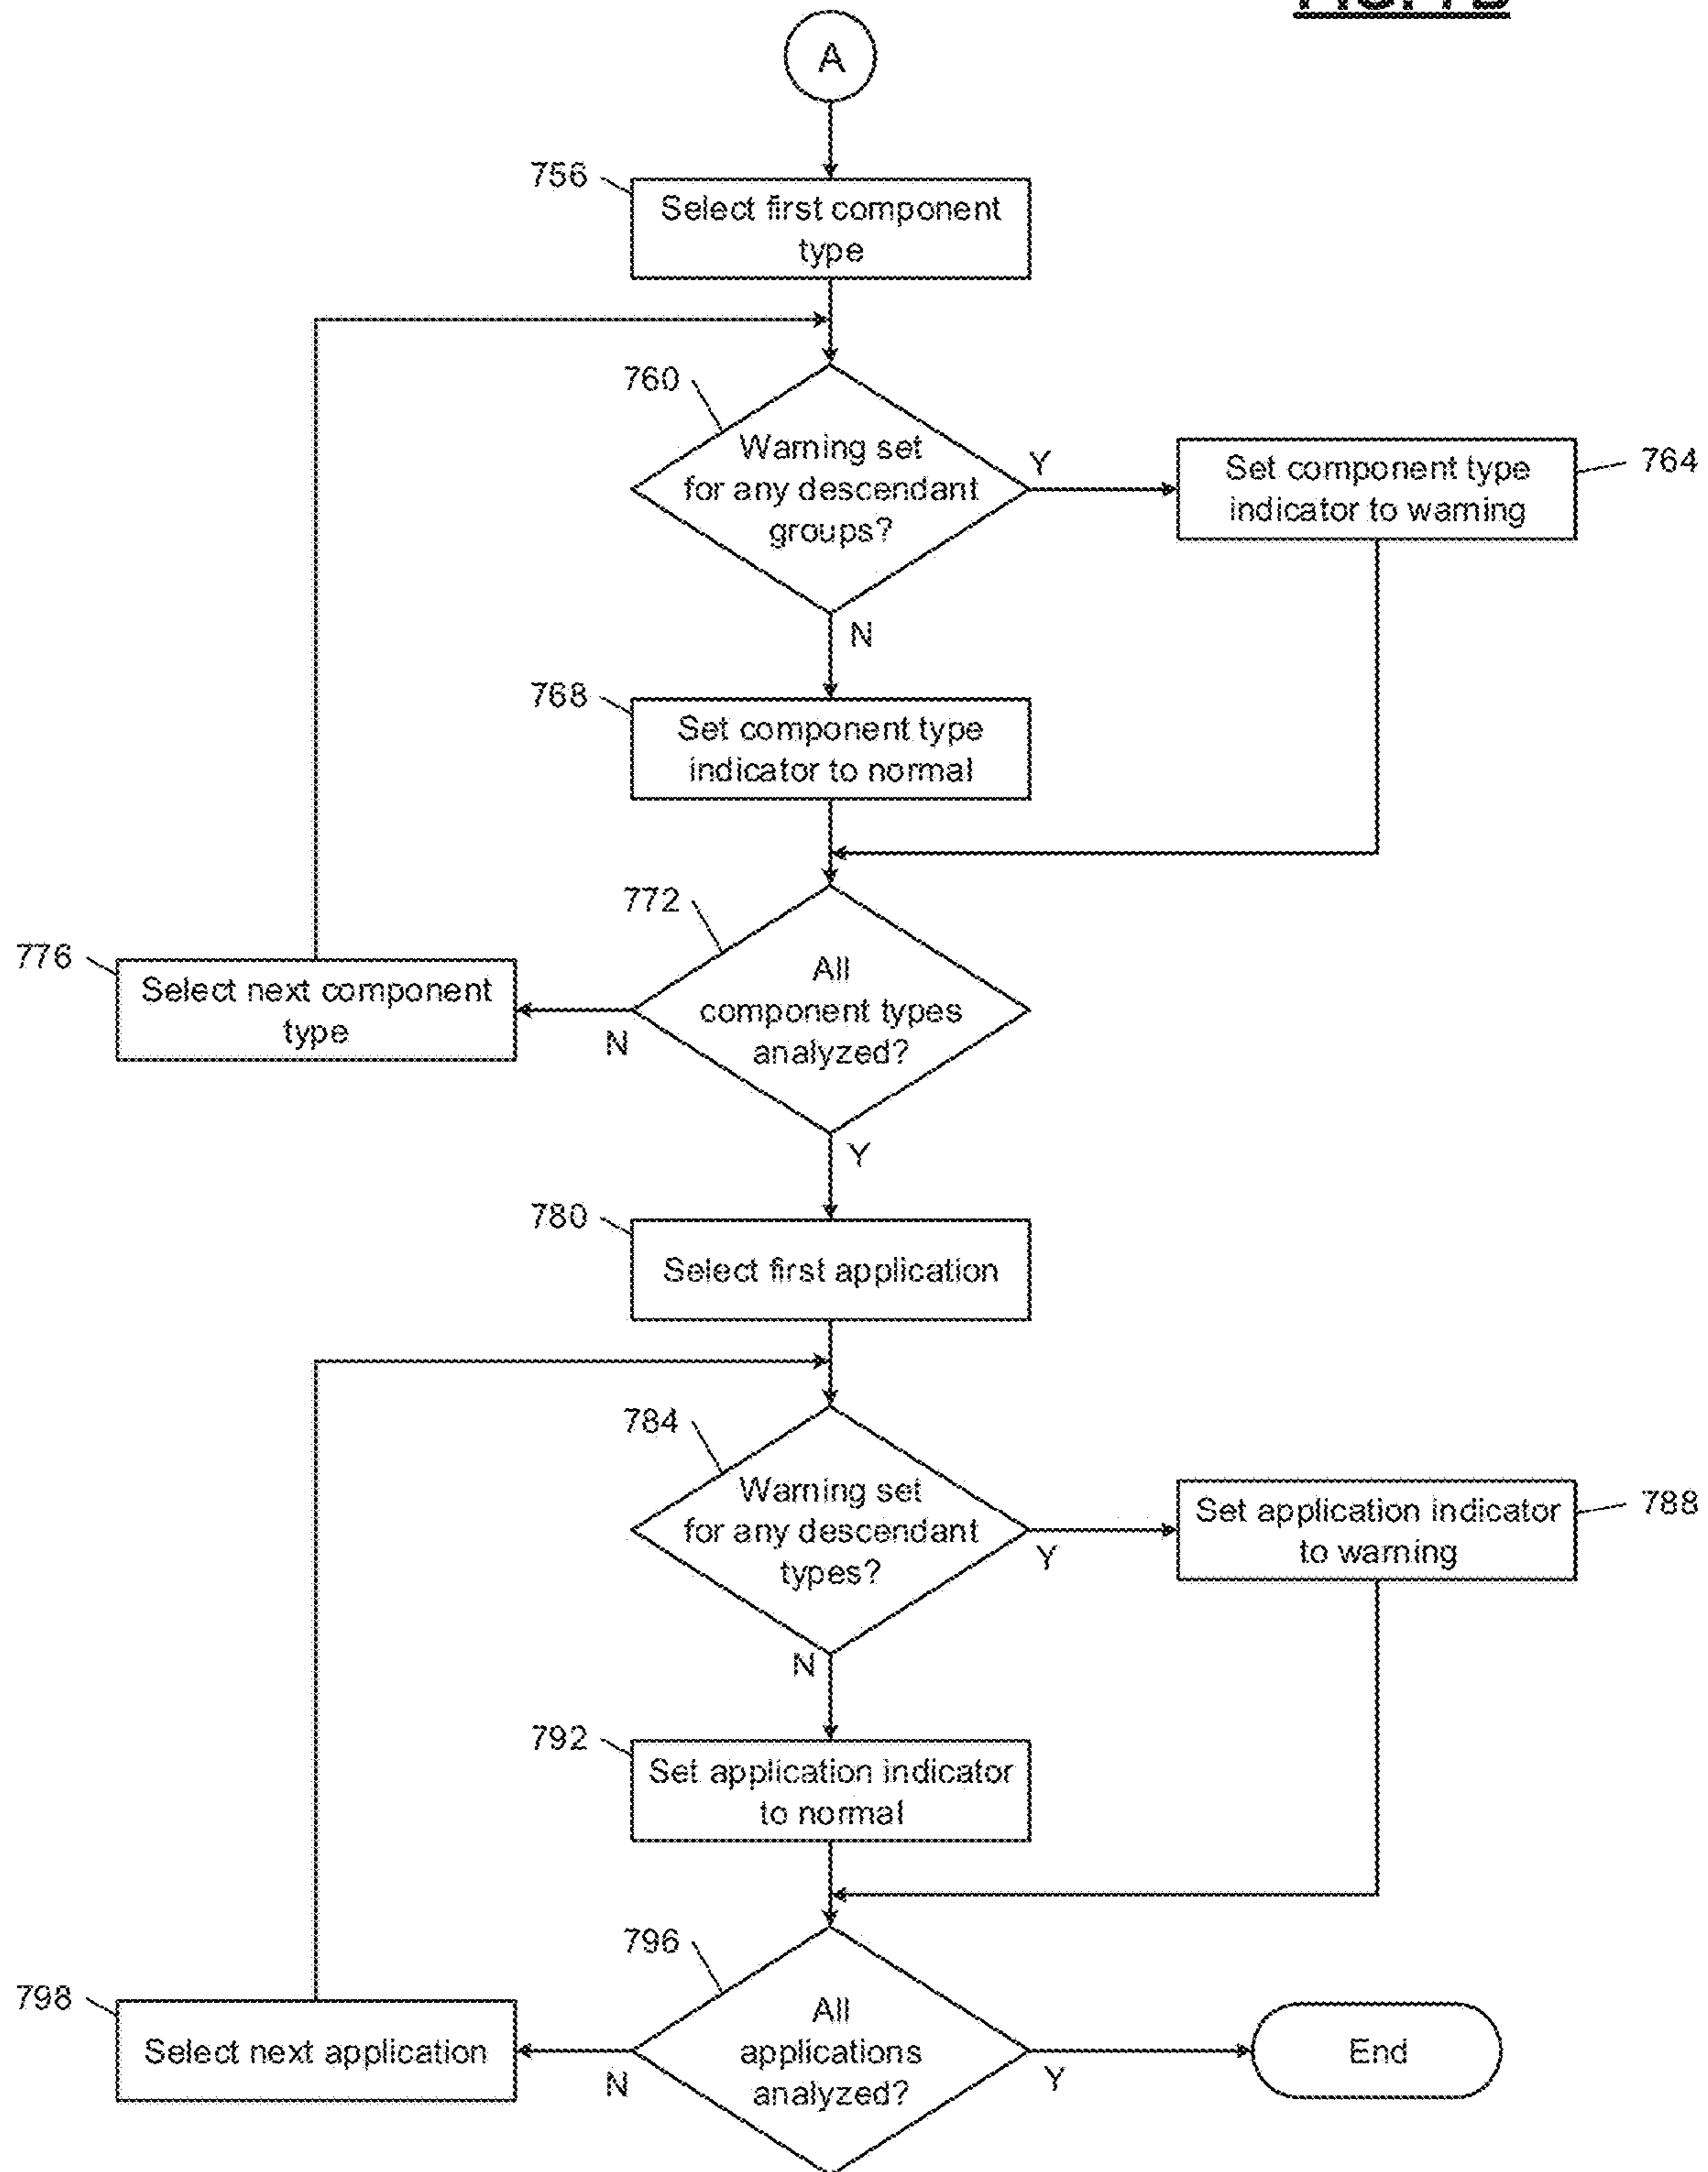 A
756
Select first component
type
760
Warning set
for any descendant
groups?
Y
Set component type
indicator to warning
764
N
768
Set component type
indicator to normal
772
All
component types
analyzed?
776
Select next component
type
N
Y
780
Select first application
784
Warning set
for any descendant
types?
Y
Set application indicator
to warning
788
N
792
Set application indicator
to normal
796
All
applications
analyzed?
798
Select next application
N
Y
End